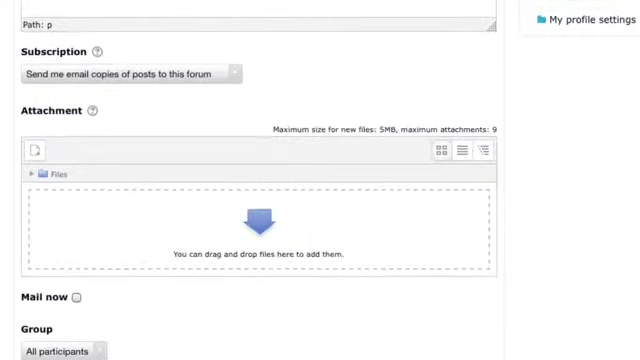 My profile settings
Path: p
Subscription
Send me email copies of posts to this forum
Attachment
Maximum size for new files: 5MB, maximum attachments: 9
Files
You can drag and drop files here to add them.
Mail now
Group
All participants